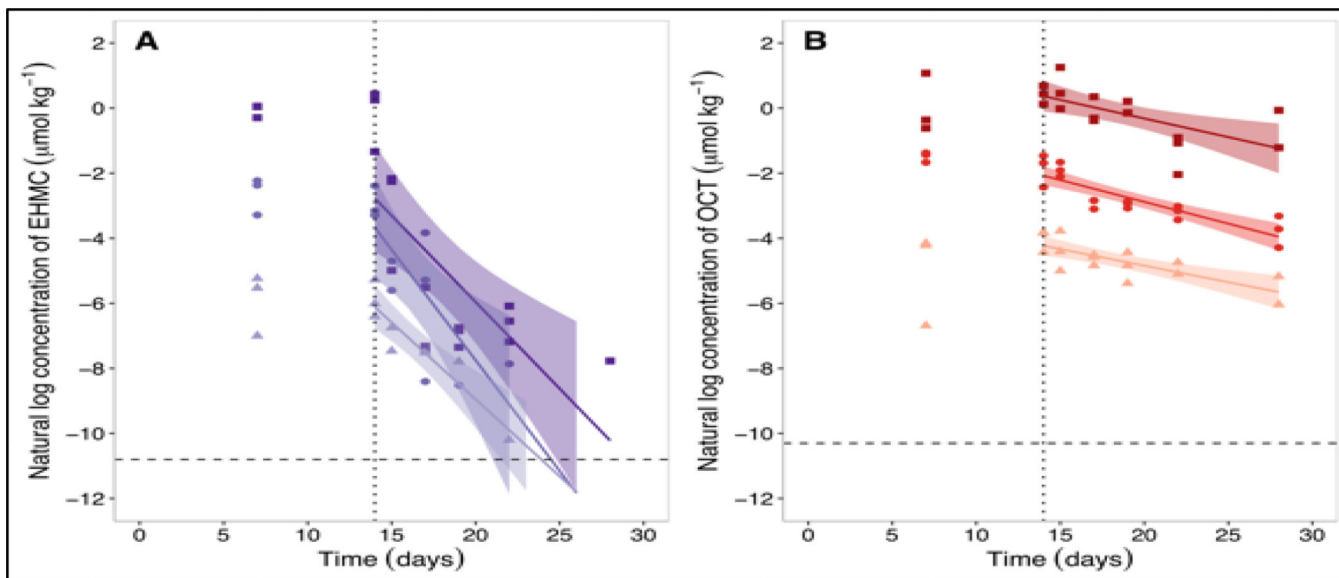 A
Natural log concentration of EHMC (μmol kg⁻¹)
2
0
−2
−4
−6
−8
−10
−12
0 5 10 15 20 25 30
Time (days)
B
Natural log concentration of OCT (μmol kg⁻¹)
2
0
−2
−4
−6
−8
−10
−12
0 5 10 15 20 25 30
Time (days)